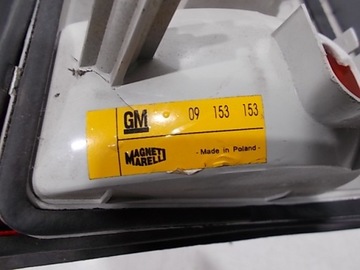 GM 09 153 153
MAGNETI MARELLI - Made in Poland -